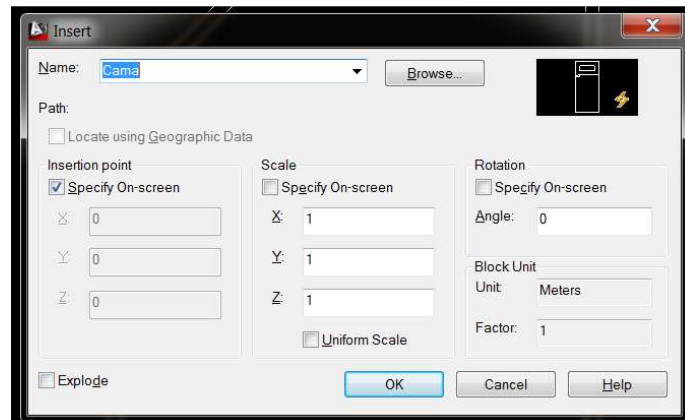 Insert
Name: Cama Browse...
Path:
Locate using Geographic Data
Insertion point Scale Rotation
Specify On-screen Specify On-screen Specify On-screen
X: 0 X: 1 Angle: 0
Y: 0 Y: 1 Block Unit
Z: 0 Z: 1 Unit: Meters
Uniform Scale Factor: 1
Explode OK Cancel Help